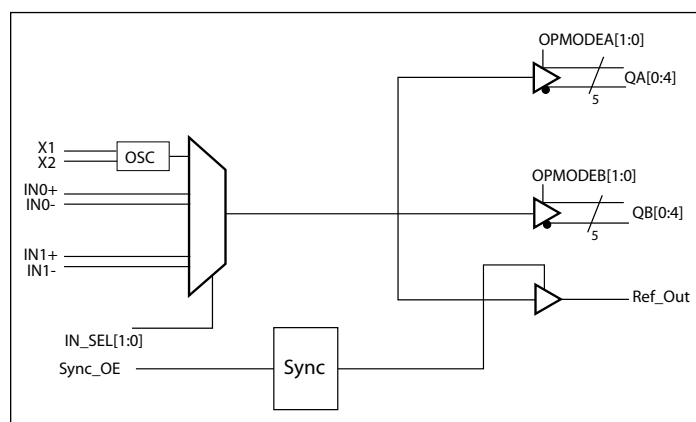 OPMODEA[1:0]
QA[0:4]
5
X1
X2
OSC
IN0+
IN0-
OPMODEB[1:0]
QB[0:4]
5
IN1+
IN1-
Ref_Out
IN_SEL[1:0]
Sync_OE
Sync